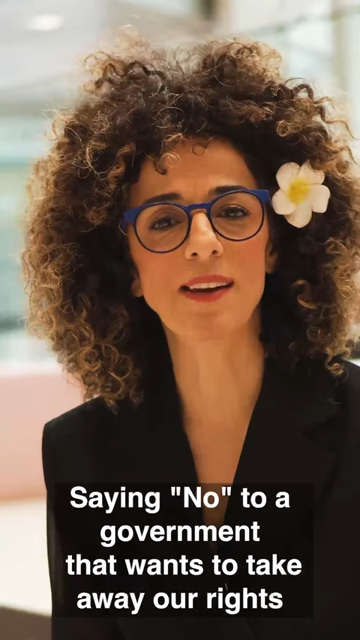 Saying "No" to a
government
that wants to take
away our rights